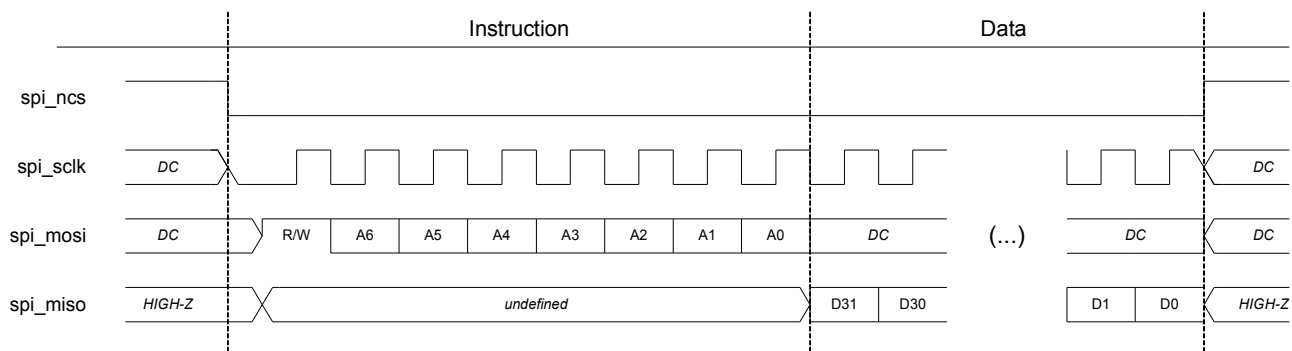 Instruction Data
spi_ncs
spi_sclk DC DC
spi_mosi DC R/W A6 A5 A4 A3 A2 A1 A0 DC (...) DC DC
spi_miso HIGH-Z undefined D31 D30 D1 D0 HIGH-Z